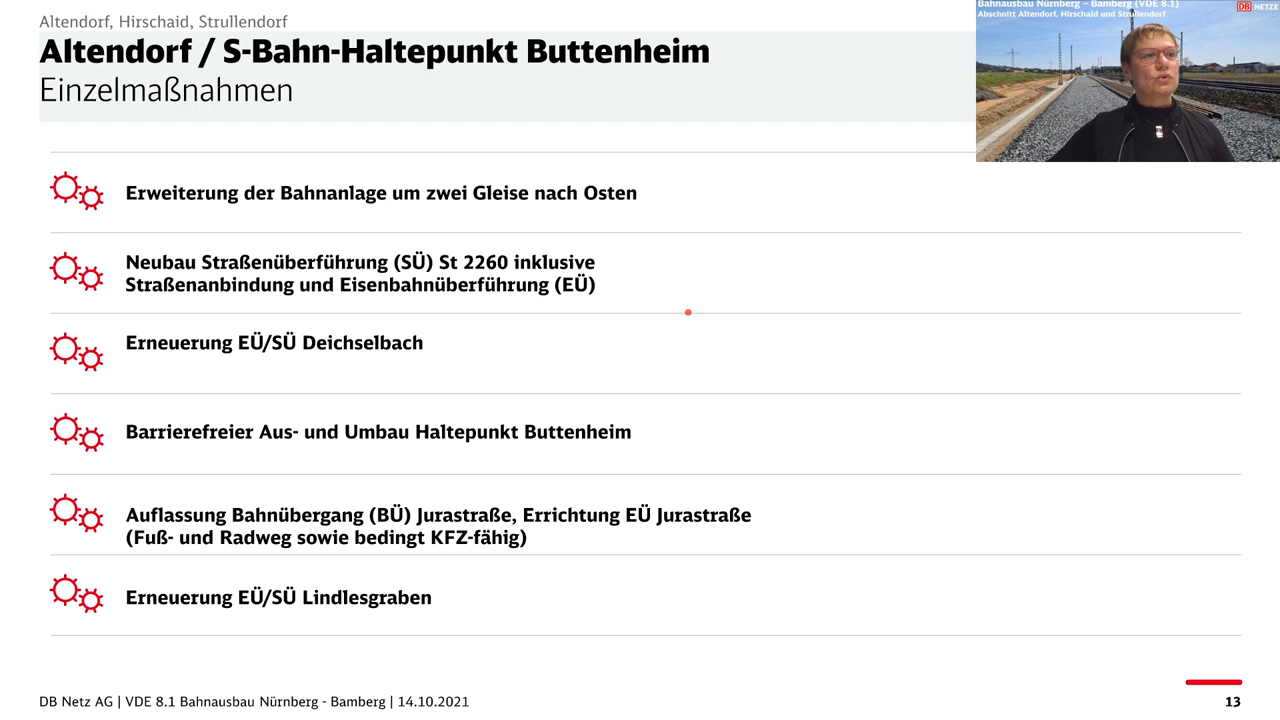 Altendorf, Hirschaid, Strullendorf
Altendorf / S-Bahn-Haltepunkt Buttenheim
Einzelmaßnahmen
Bahnausbau Nürnberg – Bamberg (VDE 8.1)
Abschnitt Altendorf, Hirschaid und Strullendorf
DB NETZE
Erweiterung der Bahnanlage um zwei Gleise nach Osten
Neubau Straßenüberführung (SÜ) St 2260 inklusive
Straßenanbindung und Eisenbahnüberführung (EÜ)
Erneuerung EÜ/SÜ Deichselbach
Barrierefreier Aus- und Umbau Haltepunkt Buttenheim
Auflassung Bahnübergang (BÜ) Jurastraße, Errichtung EÜ Jurastraße
(Fuß- und Radweg sowie bedingt KFZ-fähig)
Erneuerung EÜ/SÜ Lindlesgraben
DB Netz AG | VDE 8.1 Bahnausbau Nürnberg - Bamberg | 14.10.2021
13